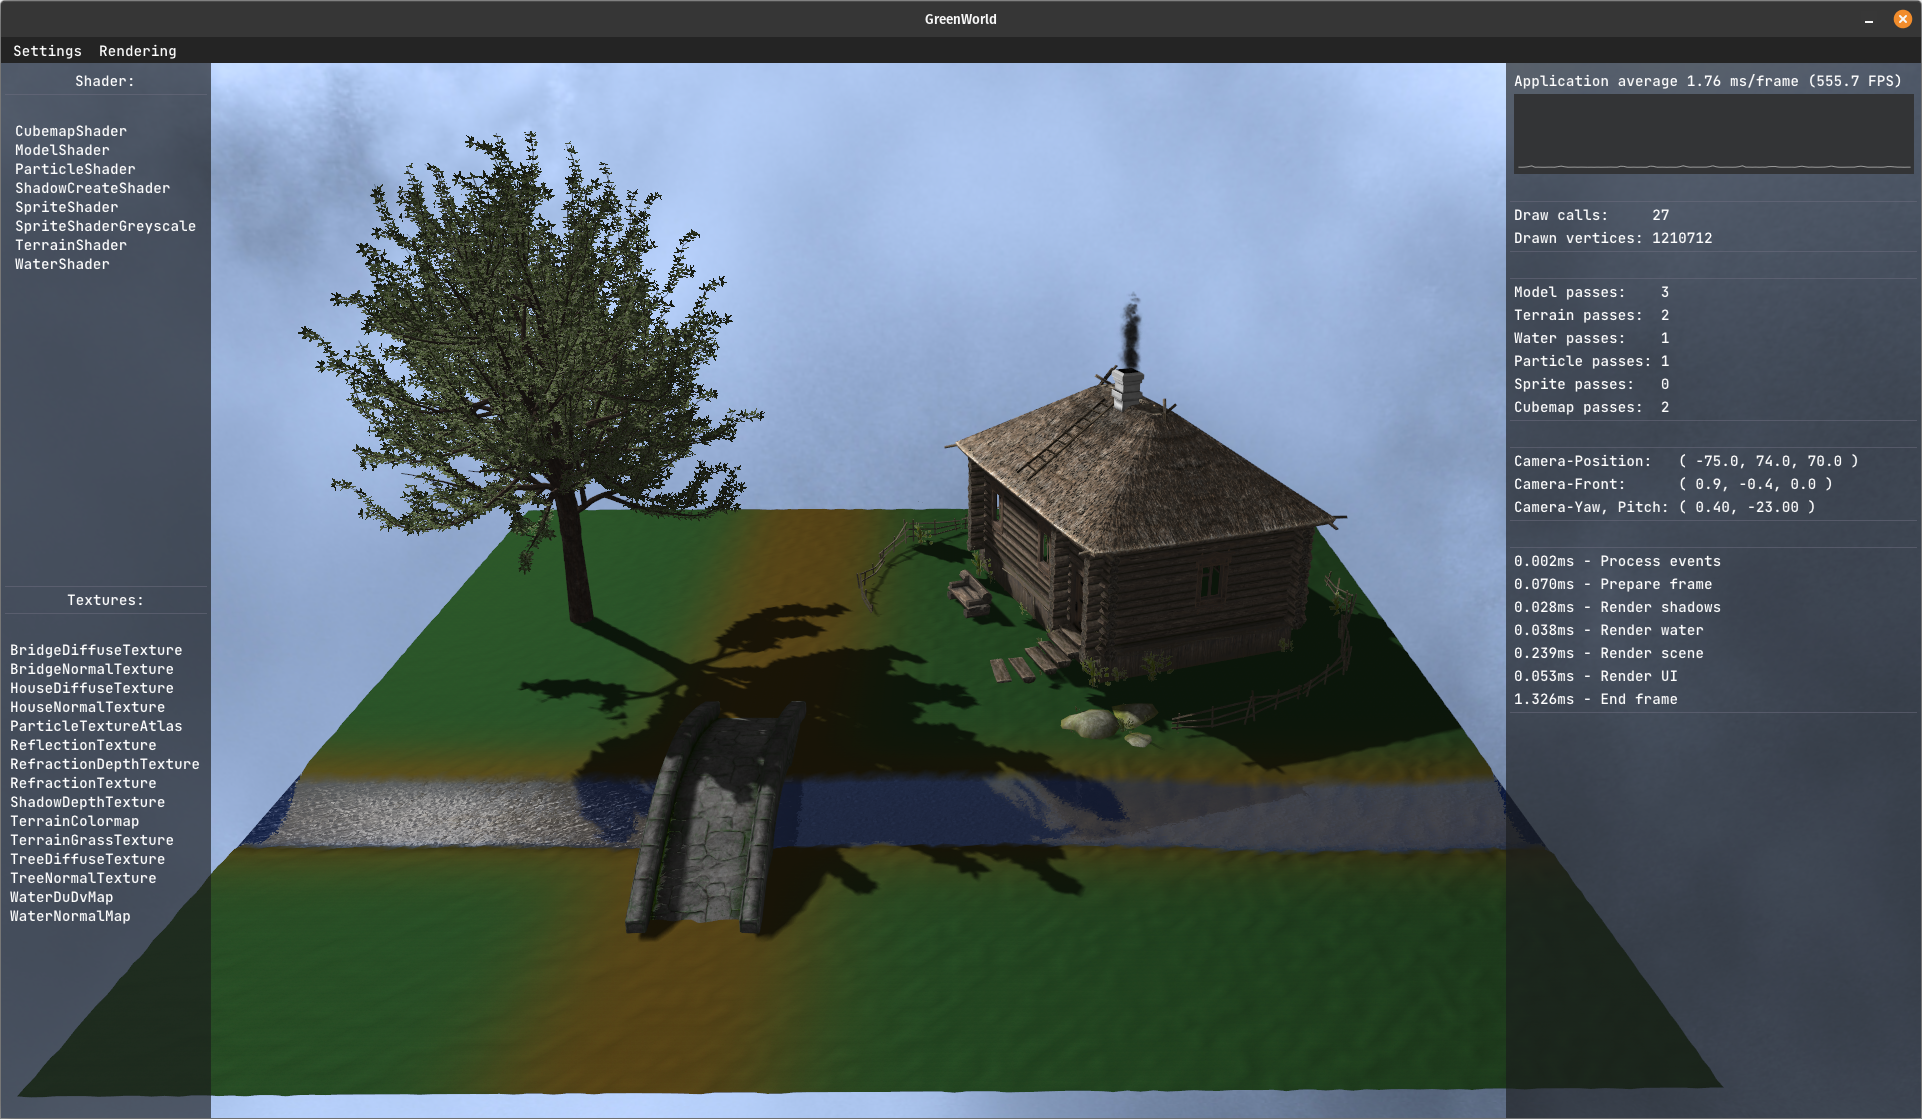 GreenWorld
Settings Rendering
Shader:
CubemapShader
ModelShader
ParticleShader
ShadowCreateShader
SpriteShader
SpriteShaderGreyscale
TerrainShader
WaterShader
Textures:
BridgeDiffuseTexture
BridgeNormalTexture
HouseDiffuseTexture
HouseNormalTexture
ParticleTextureAtlas
ReflectionTexture
RefractionDepthTexture
RefractionTexture
ShadowDepthTexture
TerrainColormap
TerrainGrassTexture
TreeDiffuseTexture
TreeNormalTexture
WaterDuDvMap
WaterNormalMap
Application average 1.76 ms/frame (555.7 FPS)
Draw calls: 27
Drawn vertices: 1210712
Model passes: 3
Terrain passes: 2
Water passes: 1
Particle passes: 1
Sprite passes: 0
Cubemap passes: 2
Camera-Position: ( -75.0, 74.0, 70.0 )
Camera-Front: ( 0.9, -0.4, 0.0 )
Camera-Yaw, Pitch: ( 0.40, -23.00 )
0.002ms - Process events
0.070ms - Prepare frame
0.028ms - Render shadows
0.038ms - Render water
0.239ms - Render scene
0.053ms - Render UI
1.326ms - End frame